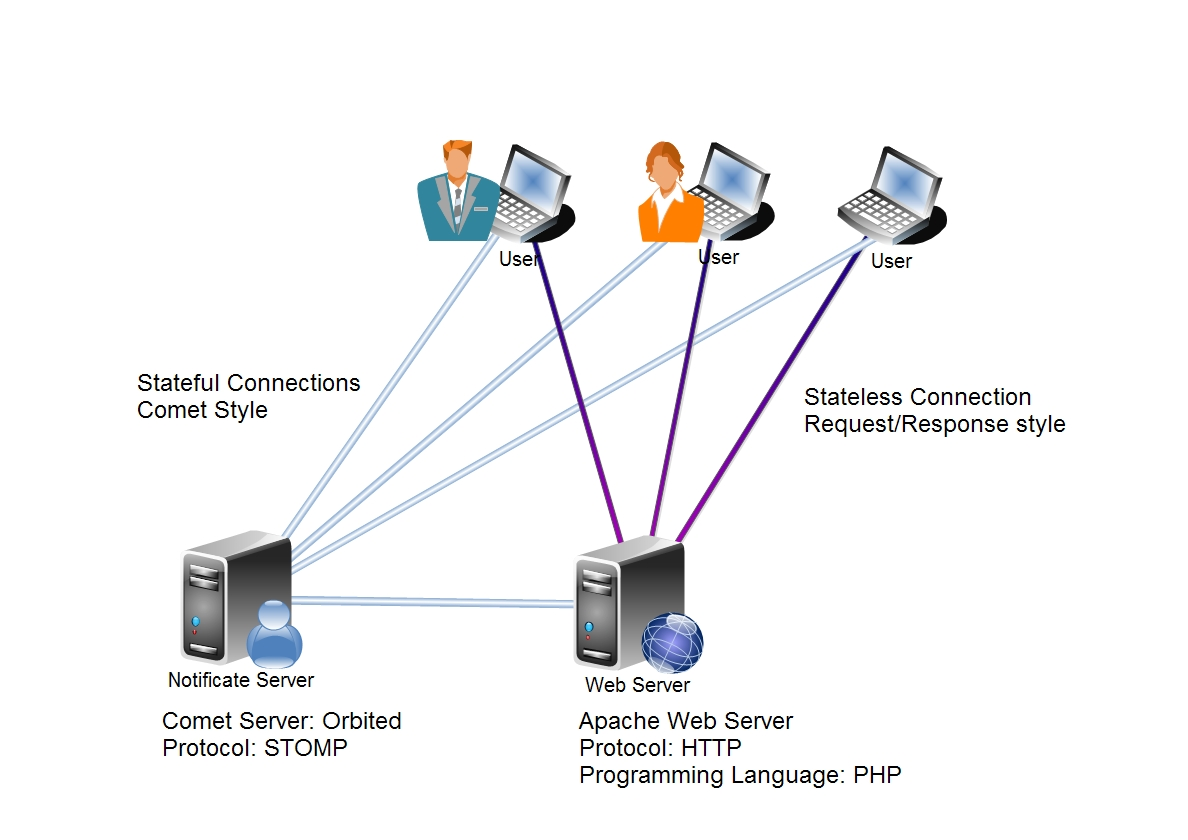 User
User
User
Stateful Connections
Comet Style
Stateless Connection
Request/Response style
Notificate Server
Web Server
Comet Server: Orbited
Protocol: STOMP
Apache Web Server
Protocol: HTTP
Programming Language: PHP